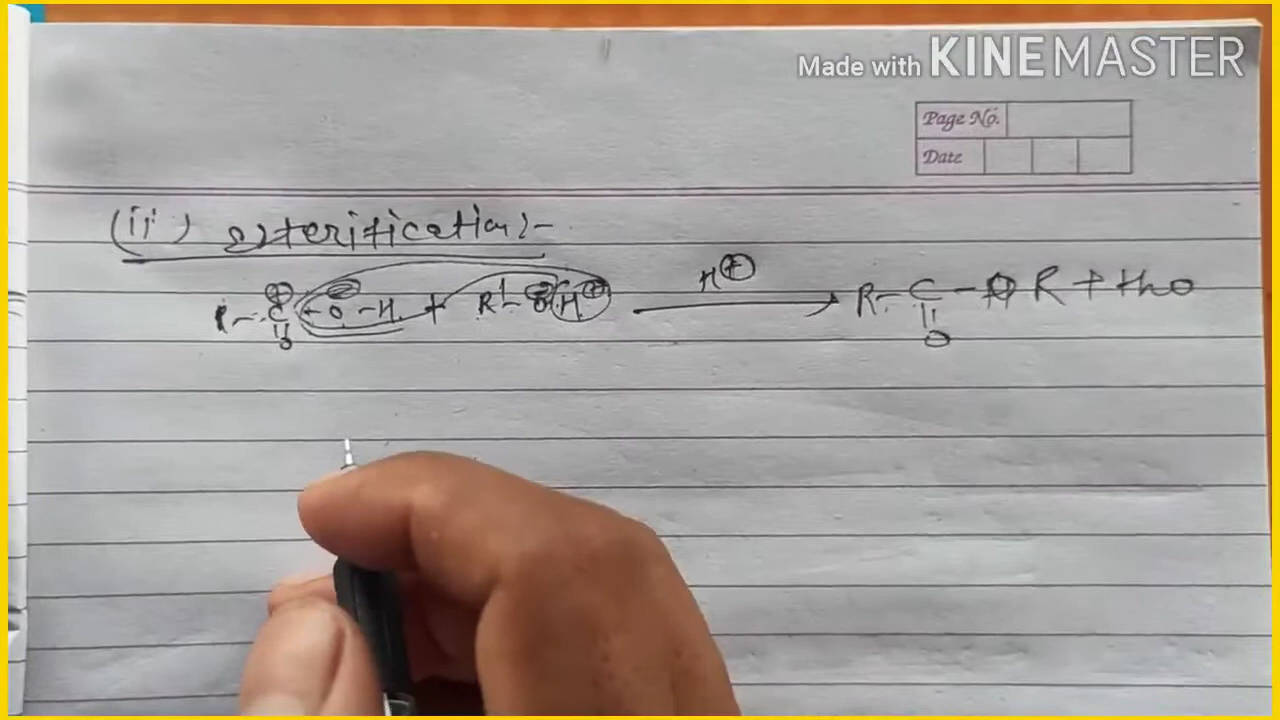 Made with KINEMASTER
Page No.
Date
(ii) esterification :-
R-C-O-H + R'-OH H⊕ → R-C-OR + H2O
⊕ ⊖ ⊖ ⊕
|| ||
O O